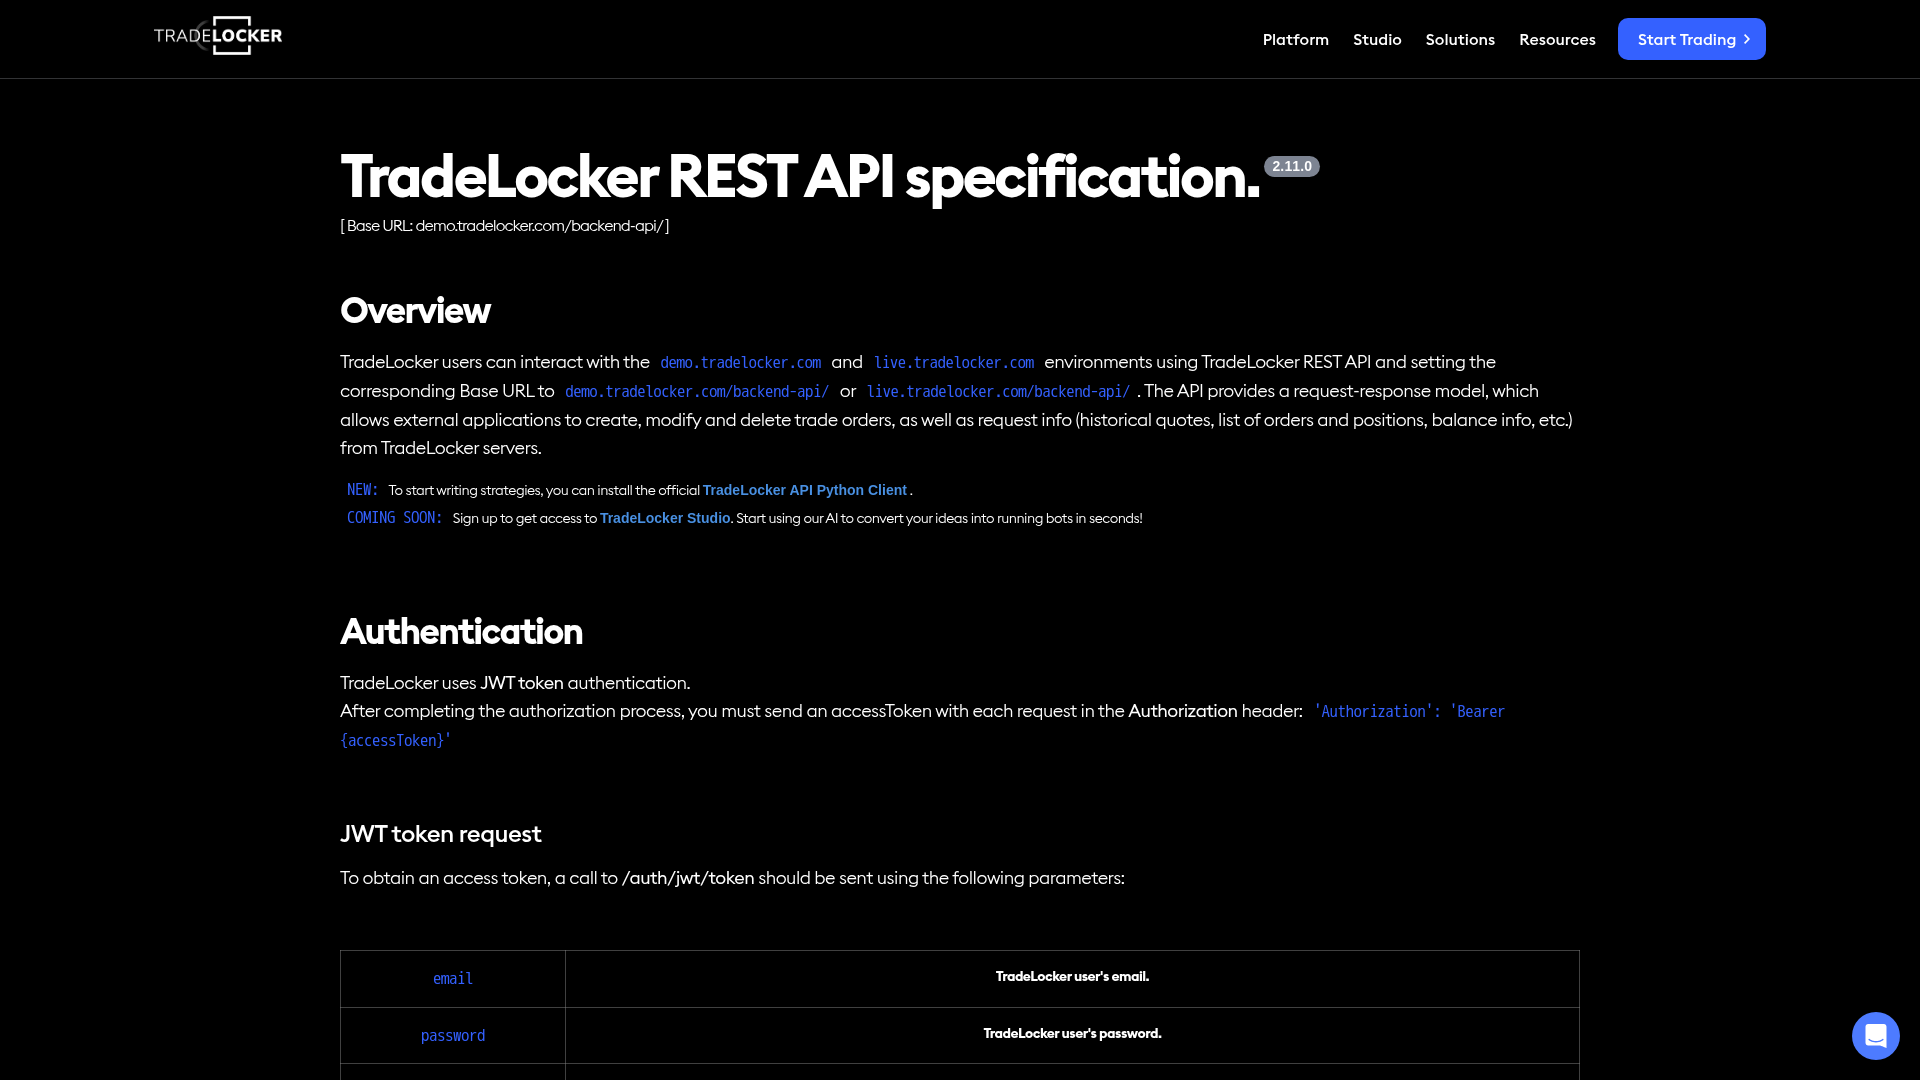 TRADELOCKER
Platform
Studio
Solutions
Resources
Start Trading
TradeLocker REST API specification. 2.11.0
[ Base URL: demo.tradelocker.com/backend-api/ ]
Overview
TradeLocker users can interact with the demo.tradelocker.com and live.tradelocker.com environments using TradeLocker REST API and setting the
corresponding Base URL to demo.tradelocker.com/backend-api/ or live.tradelocker.com/backend-api/ . The API provides a request-response model, which
allows external applications to create, modify and delete trade orders, as well as request info (historical quotes, list of orders and positions, balance info, etc.)
from TradeLocker servers.
NEW: To start writing strategies, you can install the official TradeLocker API Python Client .
COMING SOON: Sign up to get access to TradeLocker Studio. Start using our AI to convert your ideas into running bots in seconds!
Authentication
TradeLocker uses JWT token authentication.
After completing the authorization process, you must send an accessToken with each request in the Authorization header: 'Authorization': 'Bearer
{accessToken}'
JWT token request
To obtain an access token, a call to /auth/jwt/token should be sent using the following parameters:
email TradeLocker user's email.
password TradeLocker user's password.